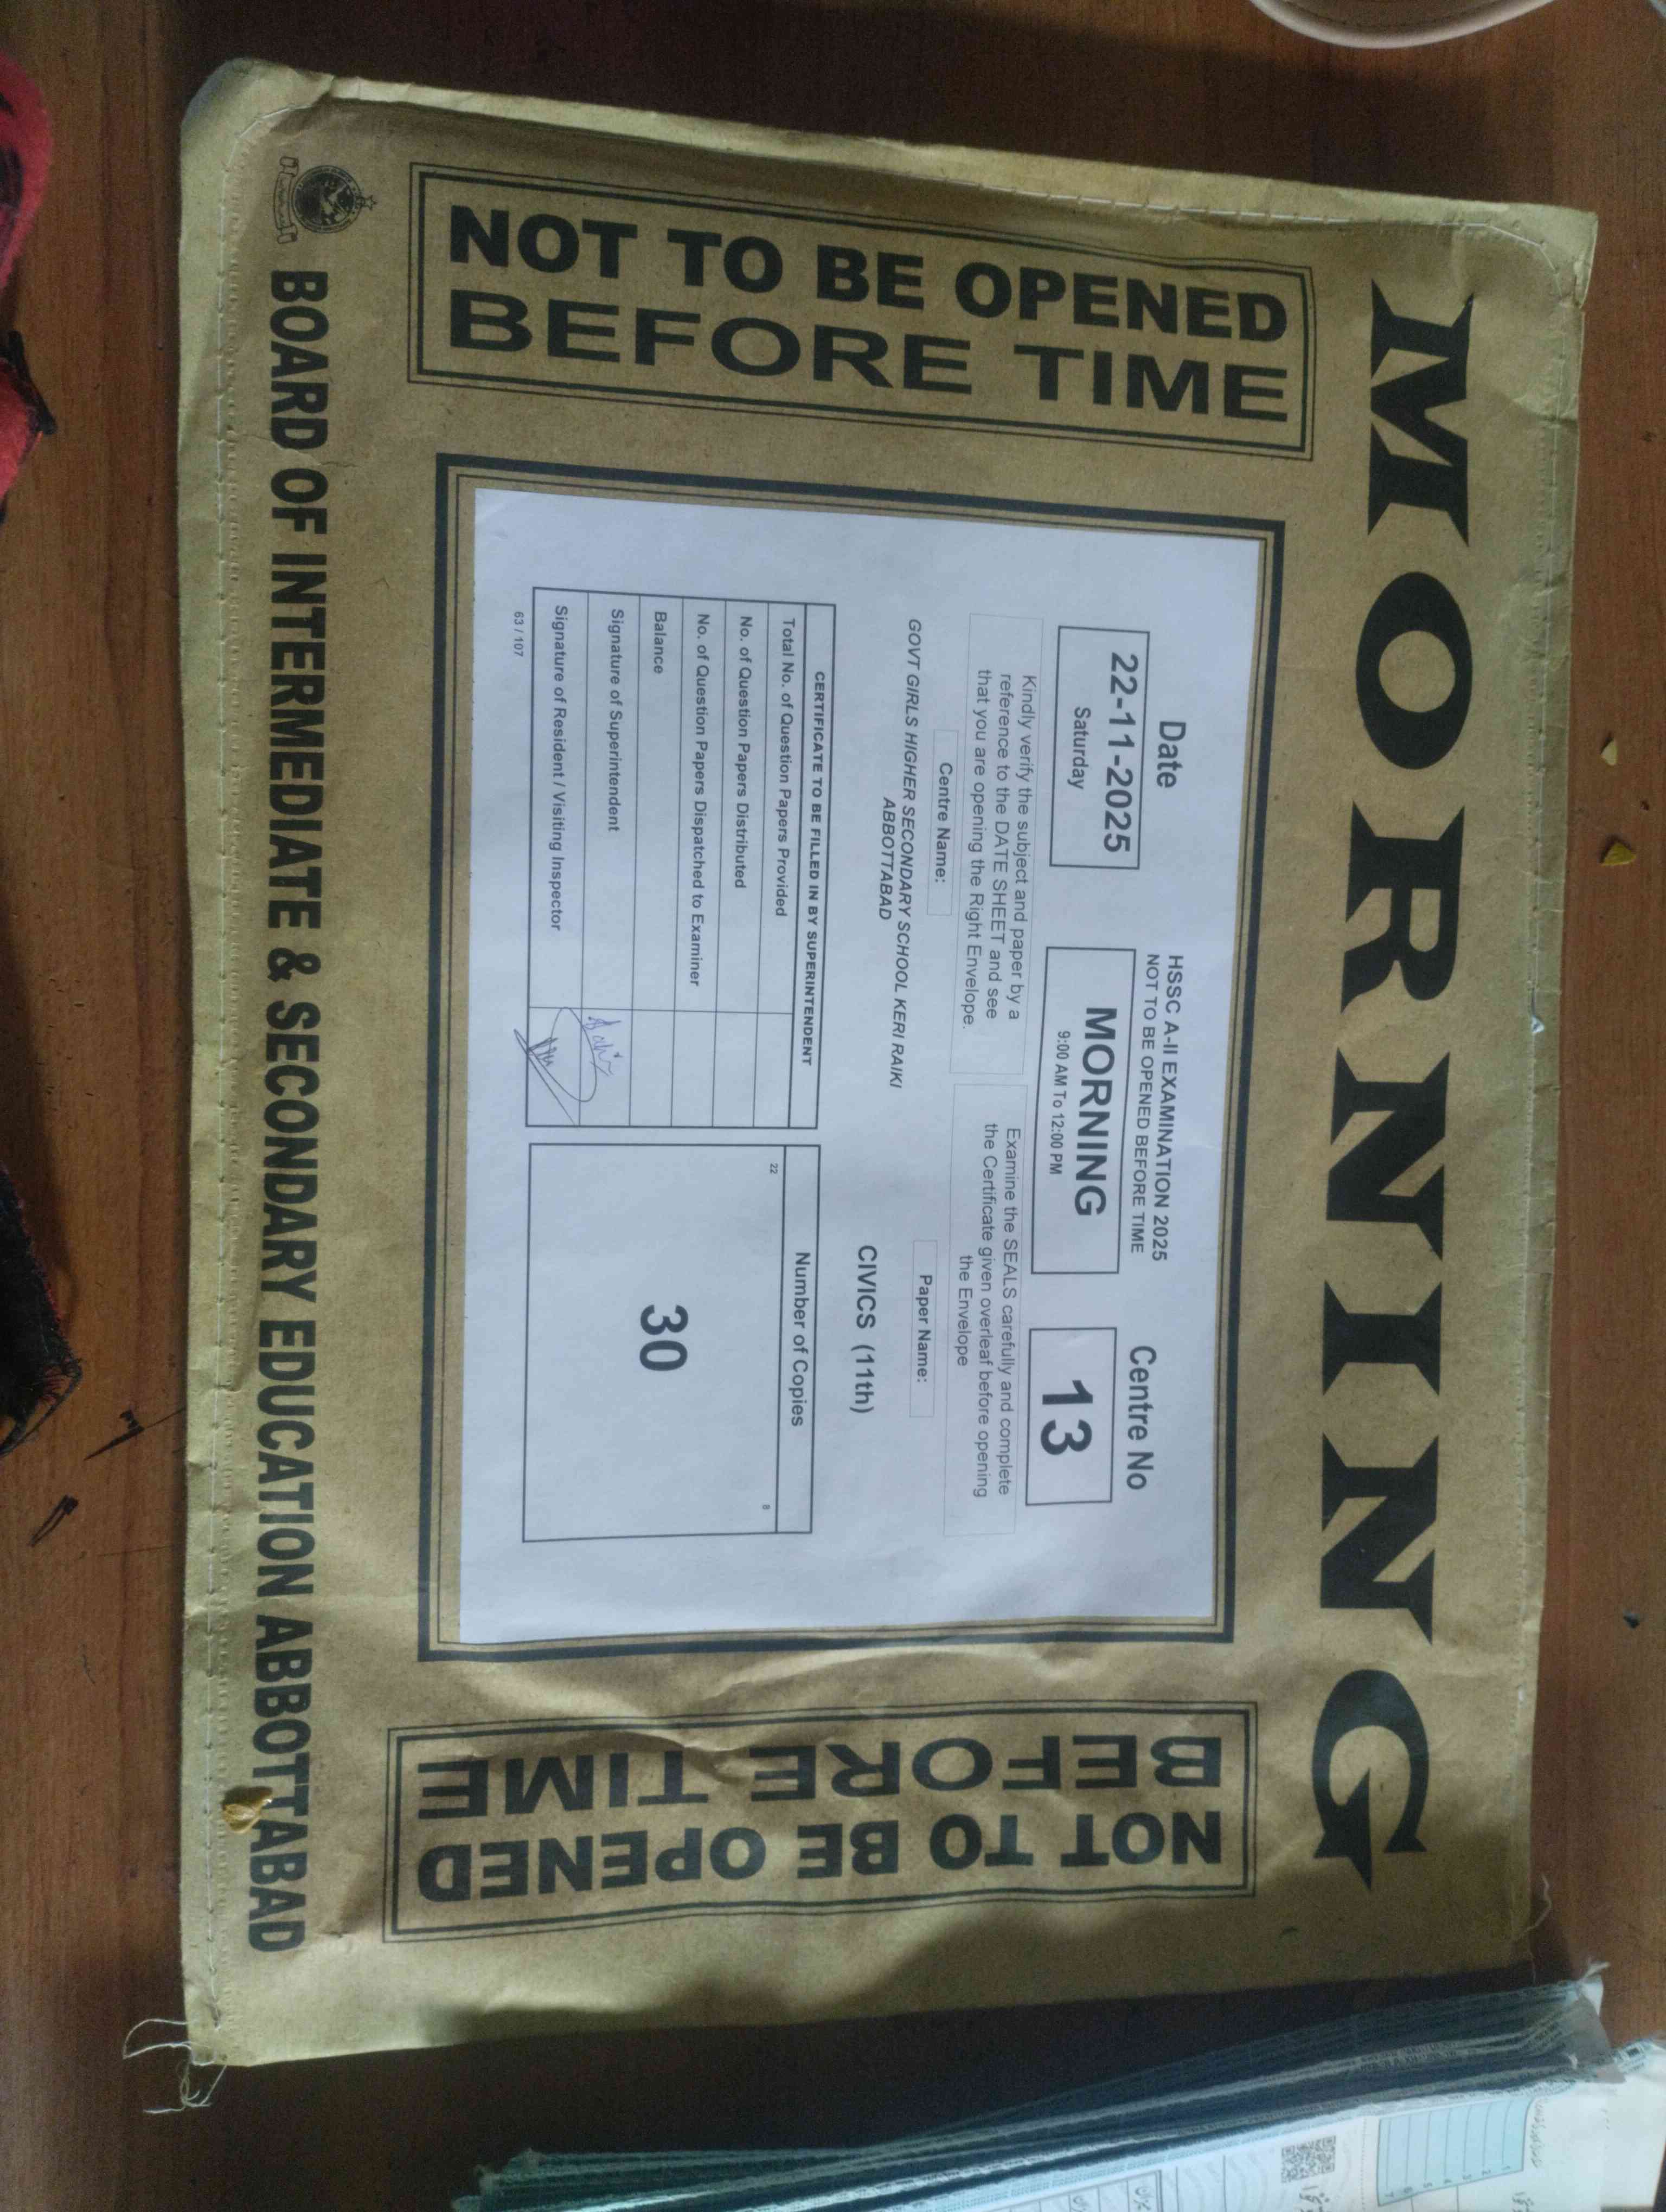 MORNING
NOT TO BE OPENED
BEFORE TIME
Date
22-11-2025
Saturday
HSSC A-II EXAMINATION 2025
NOT TO BE OPENED BEFORE TIME
MORNING
9:00 AM To 12:00 PM
Centre No
13
Kindly verify the subject and paper by a
reference to the DATE SHEET and see
that you are opening the Right Envelope.
Examine the SEALS carefully and complete
the Certificate given overleaf before opening
the Envelope
Centre Name:
GOVT GIRLS HIGHER SECONDARY SCHOOL KERI RAIKI
ABBOTTABAD
Paper Name:
CIVICS (11th)
CERTIFICATE TO BE FILLED IN BY SUPERINTENDENT
Total No. of Question Papers Provided
No. of Question Papers Distributed
No. of Question Papers Dispatched to Examiner
Balance
Signature of Superintendent
Signature of Resident / Visiting Inspector
63 / 107
Number of Copies
22
8
30
NOT TO BE OPENED
BEFORE TIME
BOARD OF INTERMEDIATE & SECONDARY EDUCATION ABBOTTABAD